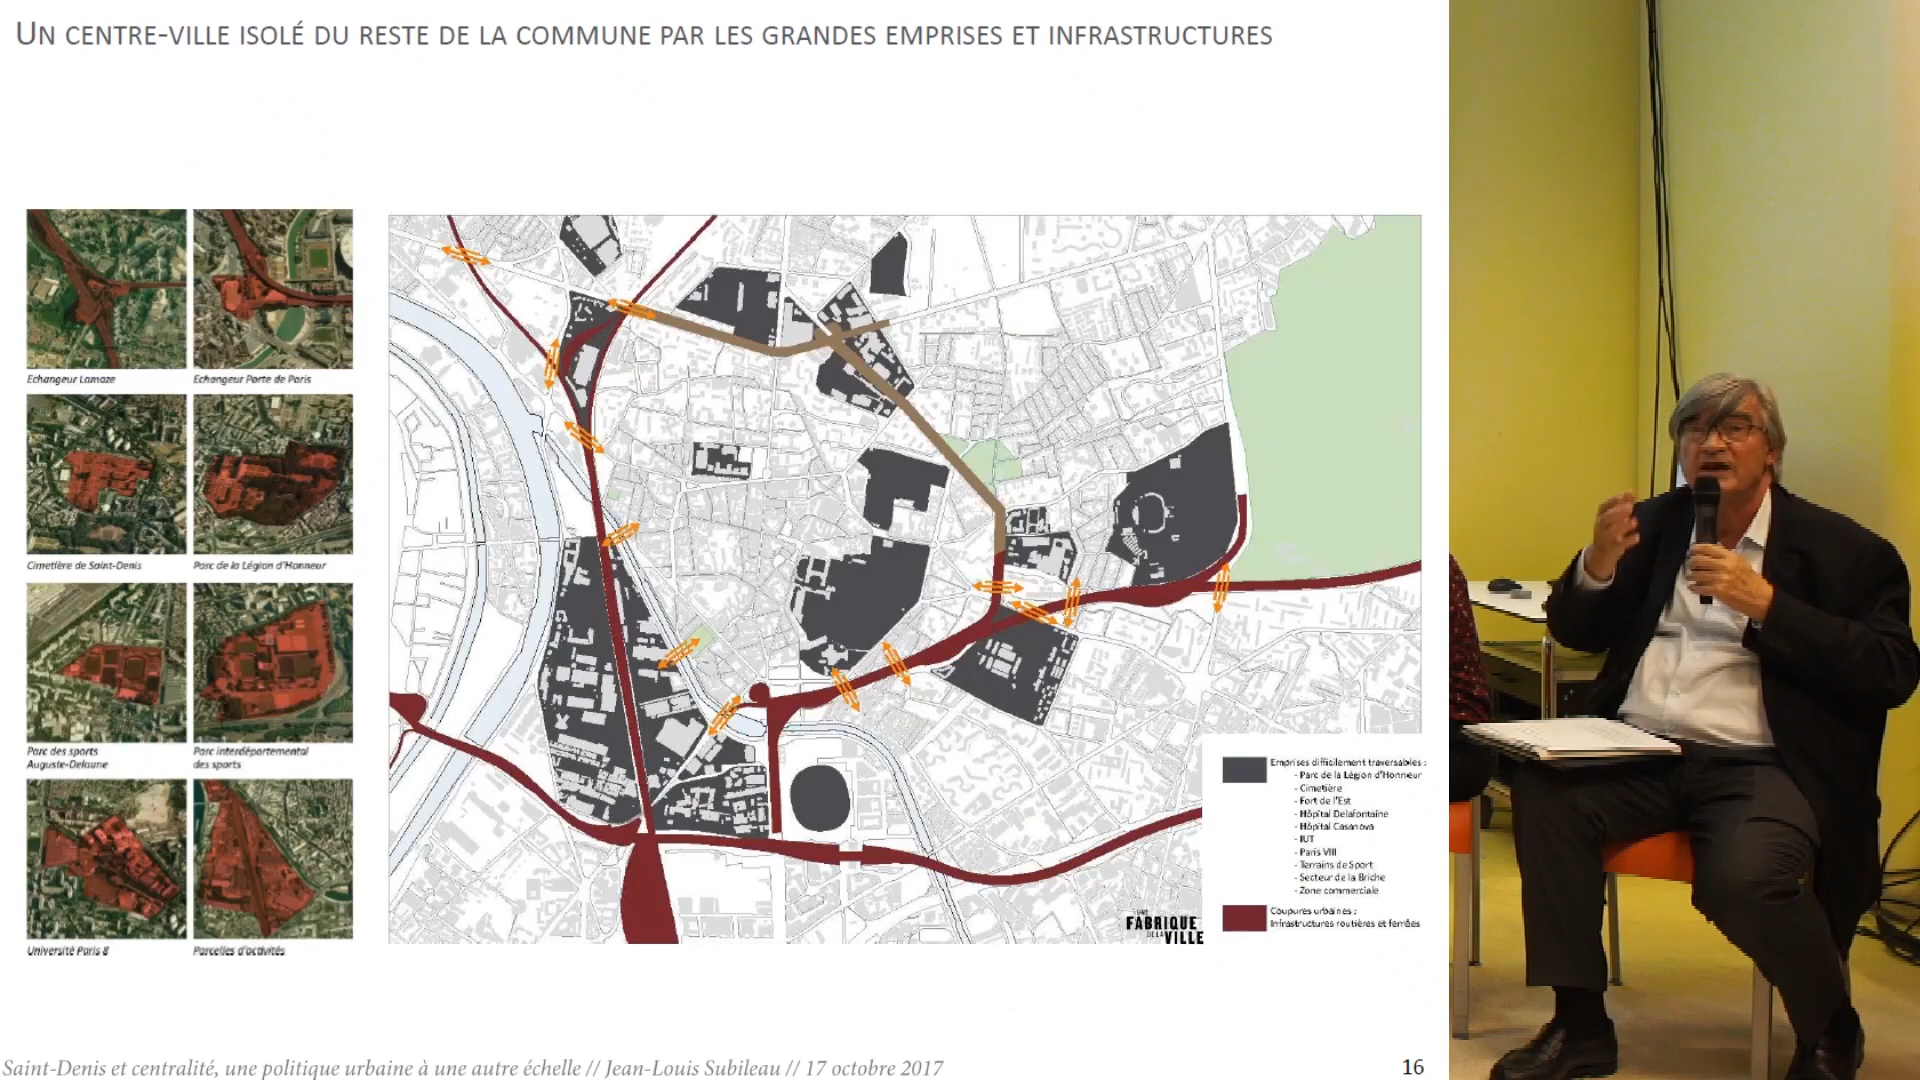 UN CENTRE-VILLE ISOLÉ DU RESTE DE LA COMMUNE PAR LES GRANDES EMPRISES ET INFRASTRUCTURES
Echangeur Lamaze
Echangeur Porte de Paris
Cimetière de Saint-Denis
Parc de la Légion d'Honneur
Parc des sports
Auguste-Delaune
Parc interdépartemental
des sports
Université Paris 8
Parcelles d'activités
UNE
FABRIQUE
DE LA VILLE
Emprises difficilement traversables :
- Parc de la Légion d'Honneur
- Cimetière
- Fort de l'Est
- Hôpital Delafontaine
- Hôpital Casanova
- IUT
- Paris VIII
- Terrains de Sport
- Secteur de la Briche
- Zone commerciale
Coupures urbaines :
Infrastructures routières et ferrées
Saint-Denis et centralité, une politique urbaine à une autre échelle // Jean-Louis Subileau // 17 octobre 2017
16